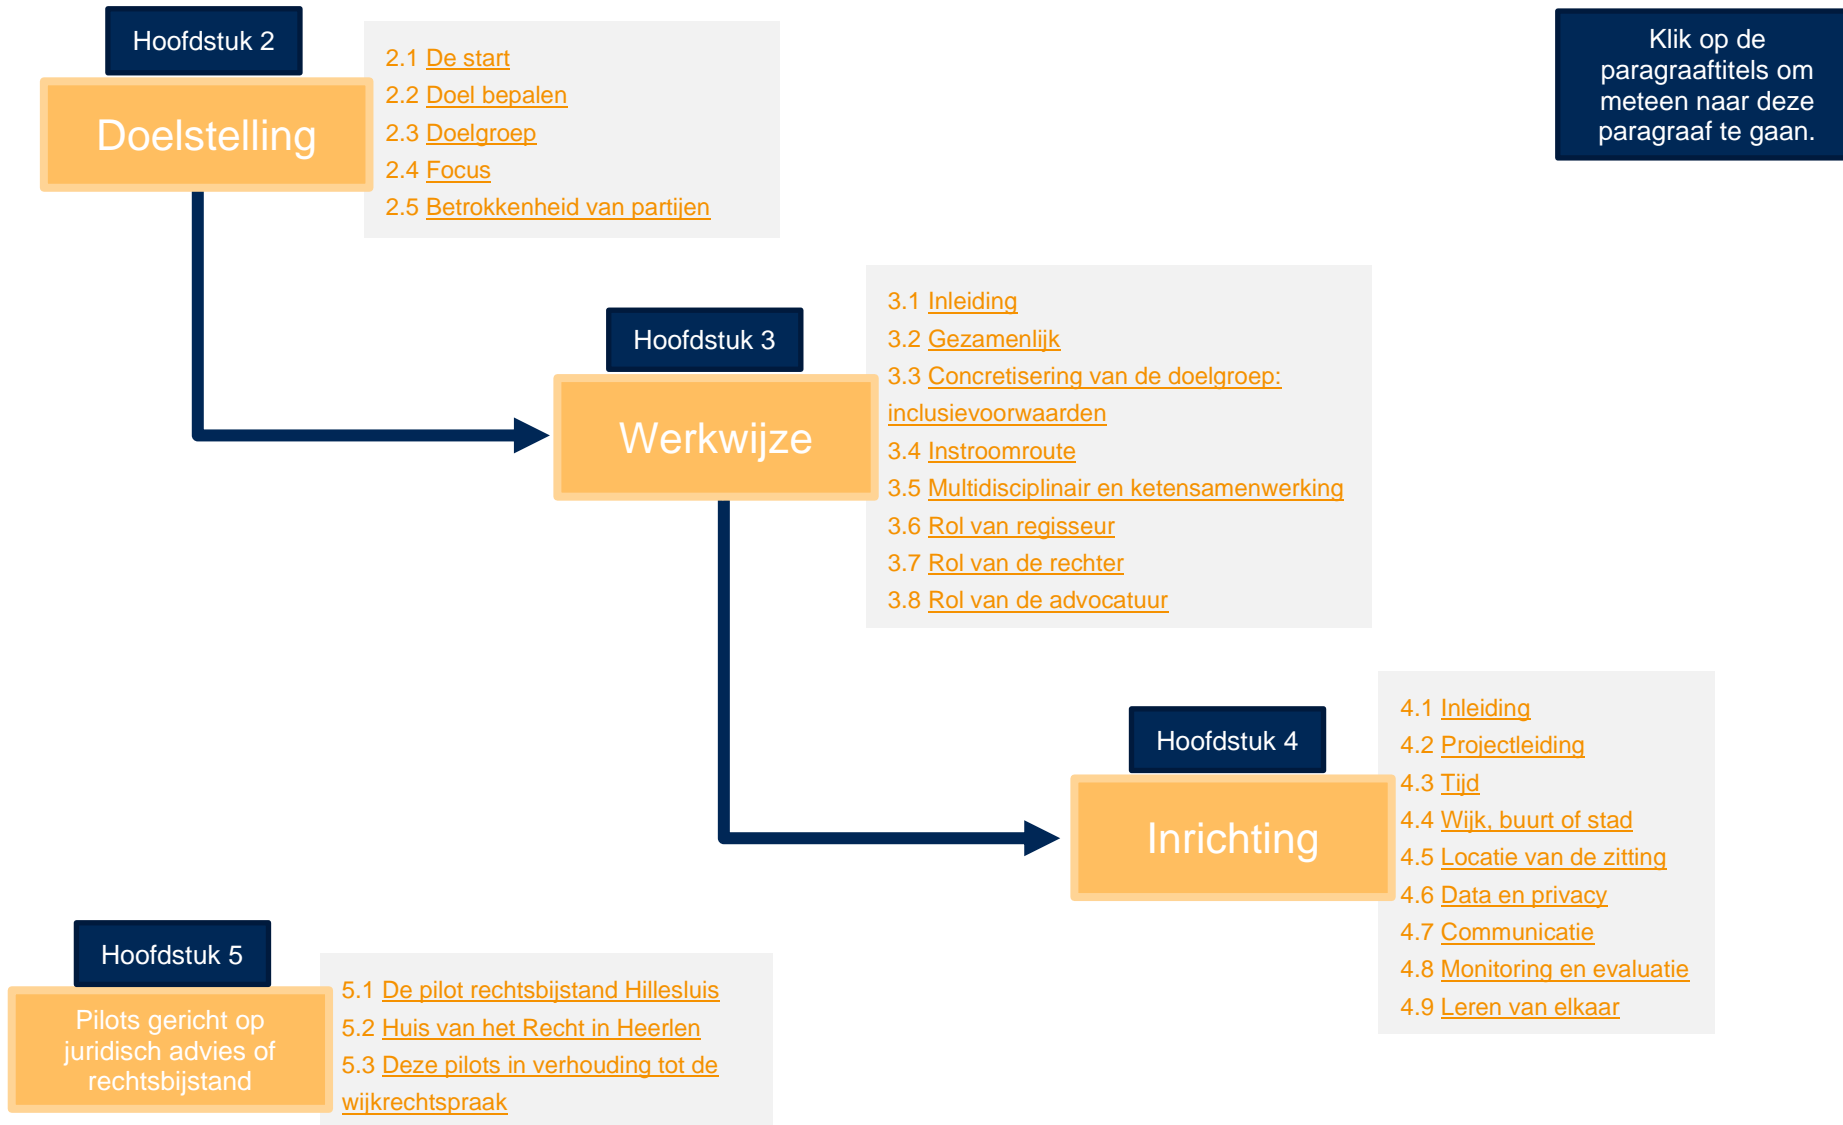 Hoofdstuk 2
Doelstelling
2.1 De start
2.2 Doel bepalen
2.3 Doelgroep
2.4 Focus
2.5 Betrokkenheid van partijen
Klik op de
paragraaftitels om
meteen naar deze
paragraaf te gaan.
Hoofdstuk 3
Werkwijze
3.1 Inleiding
3.2 Gezamenlijk
3.3 Concretisering van de doelgroep:
inclusievoorwaarden
3.4 Instroomroute
3.5 Multidisciplinair en ketensamenwerking
3.6 Rol van regisseur
3.7 Rol van de rechter
3.8 Rol van de advocatuur
Hoofdstuk 4
Inrichting
4.1 Inleiding
4.2 Projectleiding
4.3 Tijd
4.4 Wijk, buurt of stad
4.5 Locatie van de zitting
4.6 Data en privacy
4.7 Communicatie
4.8 Monitoring en evaluatie
4.9 Leren van elkaar
Hoofdstuk 5
Pilots gericht op
juridisch advies of
rechtsbijstand
5.1 De pilot rechtsbijstand Hillesluis
5.2 Huis van het Recht in Heerlen
5.3 Deze pilots in verhouding tot de
wijkrechtspraak